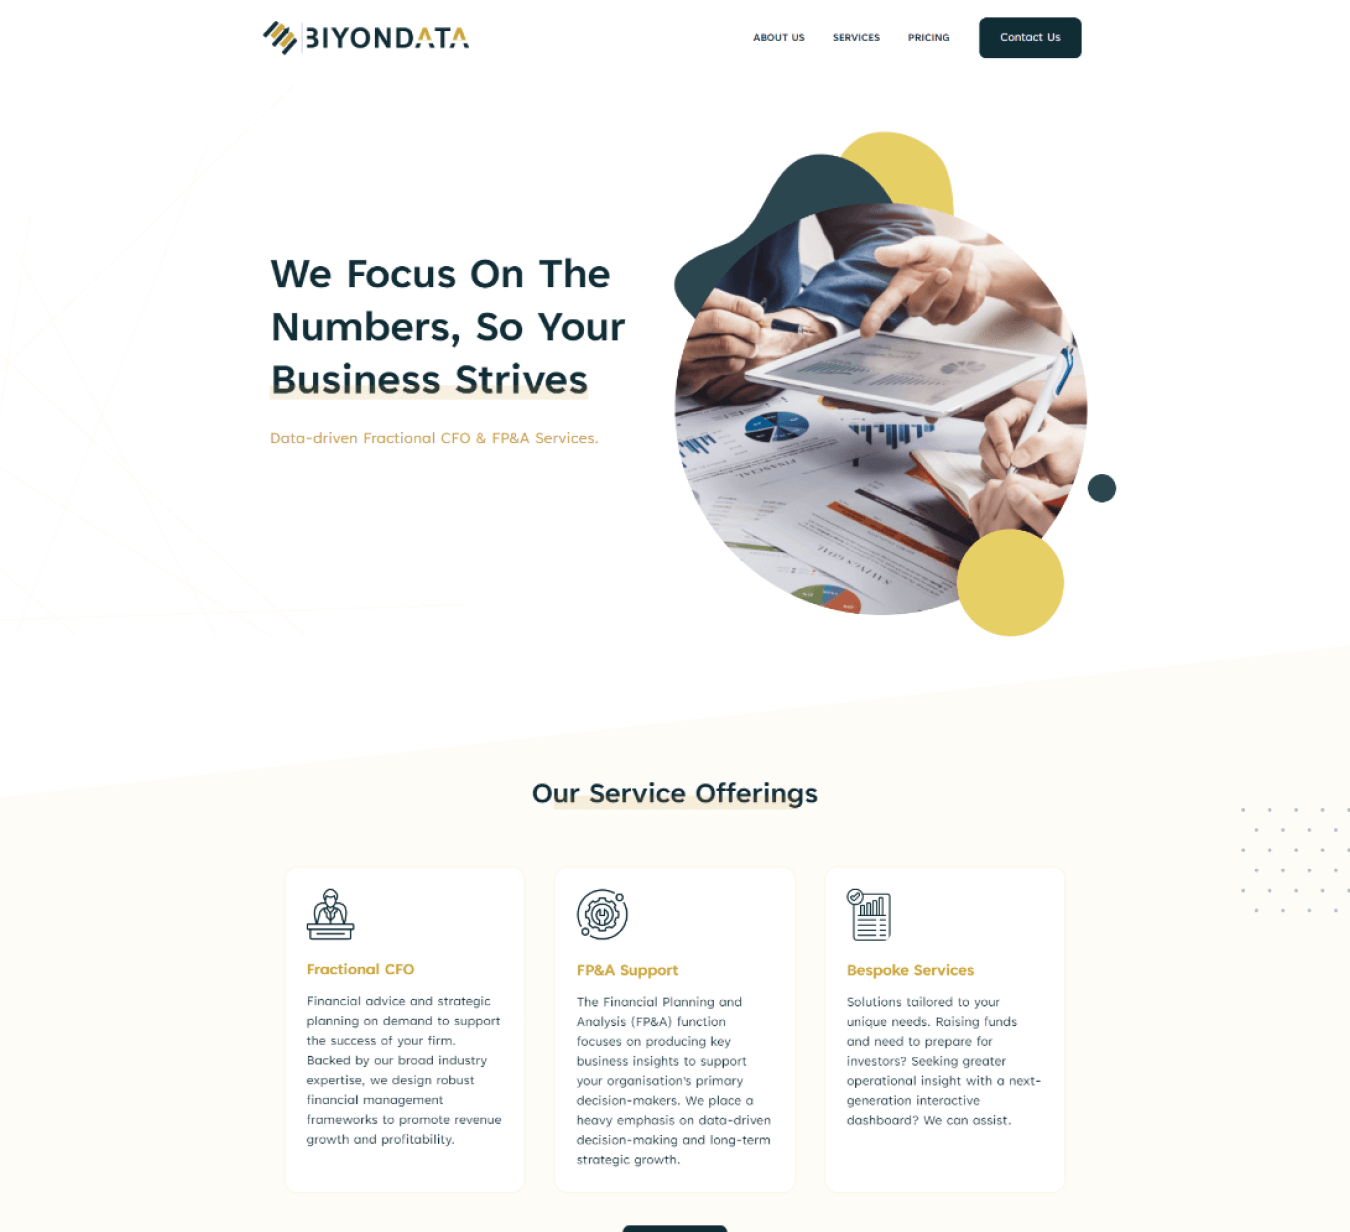 BIYONDATA
ABOUT US
SERVICES
PRICING
Contact Us
We Focus On The
Numbers, So Your
Business Strives
Data-driven Fractional CFO & FP&A Services.
FINANCIAL
SAVINGS GOAL
Our Service Offerings
Fractional CFO
Financial advice and strategic
planning on demand to support
the success of your firm.
Backed by our broad industry
expertise, we design robust
financial management
frameworks to promote revenue
growth and profitability.
FP&A Support
The Financial Planning and
Analysis (FP&A) function
focuses on producing key
business insights to support
your organisation's primary
decision-makers. We place a
heavy emphasis on data-driven
decision-making and long-term
strategic growth.
Bespoke Services
Solutions tailored to your
unique needs. Raising funds
and need to prepare for
investors? Seeking greater
operational insight with a next-
generation interactive
dashboard? We can assist.